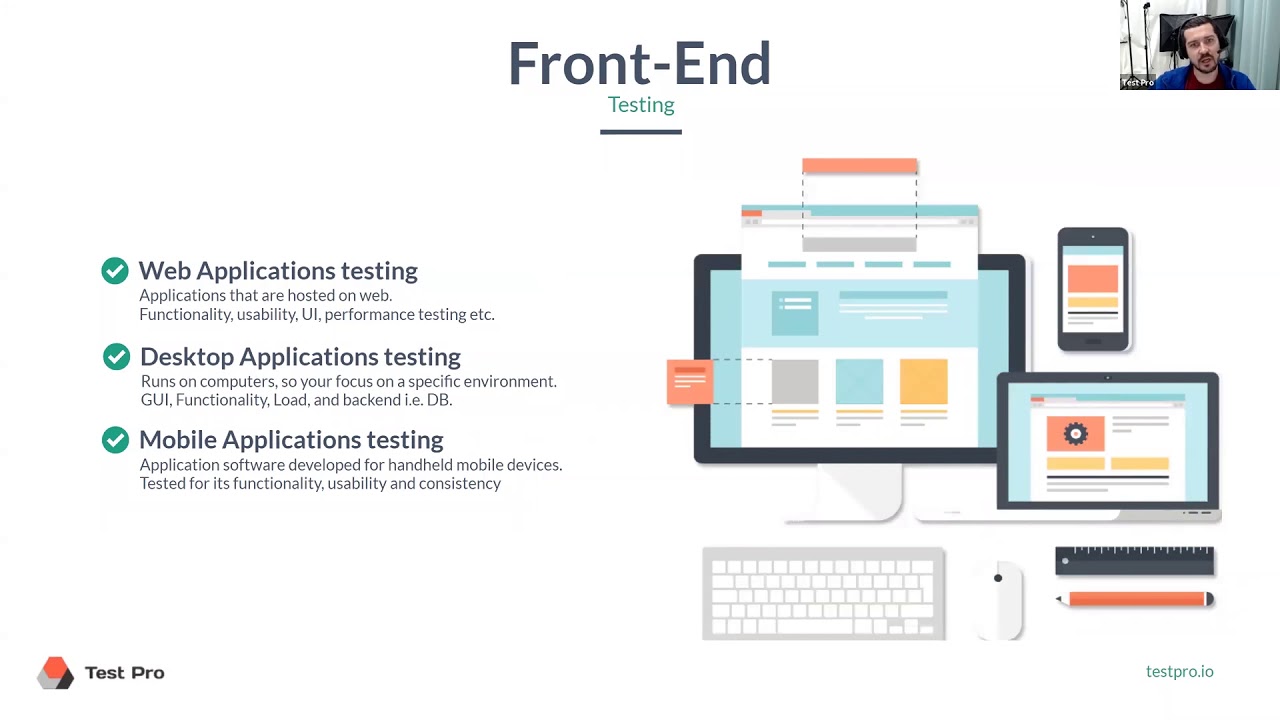 Front-End
Testing
Test Pro
Web Applications testing
Applications that are hosted on web.
Functionality, usability, UI, performance testing etc.
Desktop Applications testing
Runs on computers, so your focus on a specific environment.
GUI, Functionality, Load, and backend i.e. DB.
Mobile Applications testing
Application software developed for handheld mobile devices.
Tested for its functionality, usability and consistency
Test Pro
testpro.io